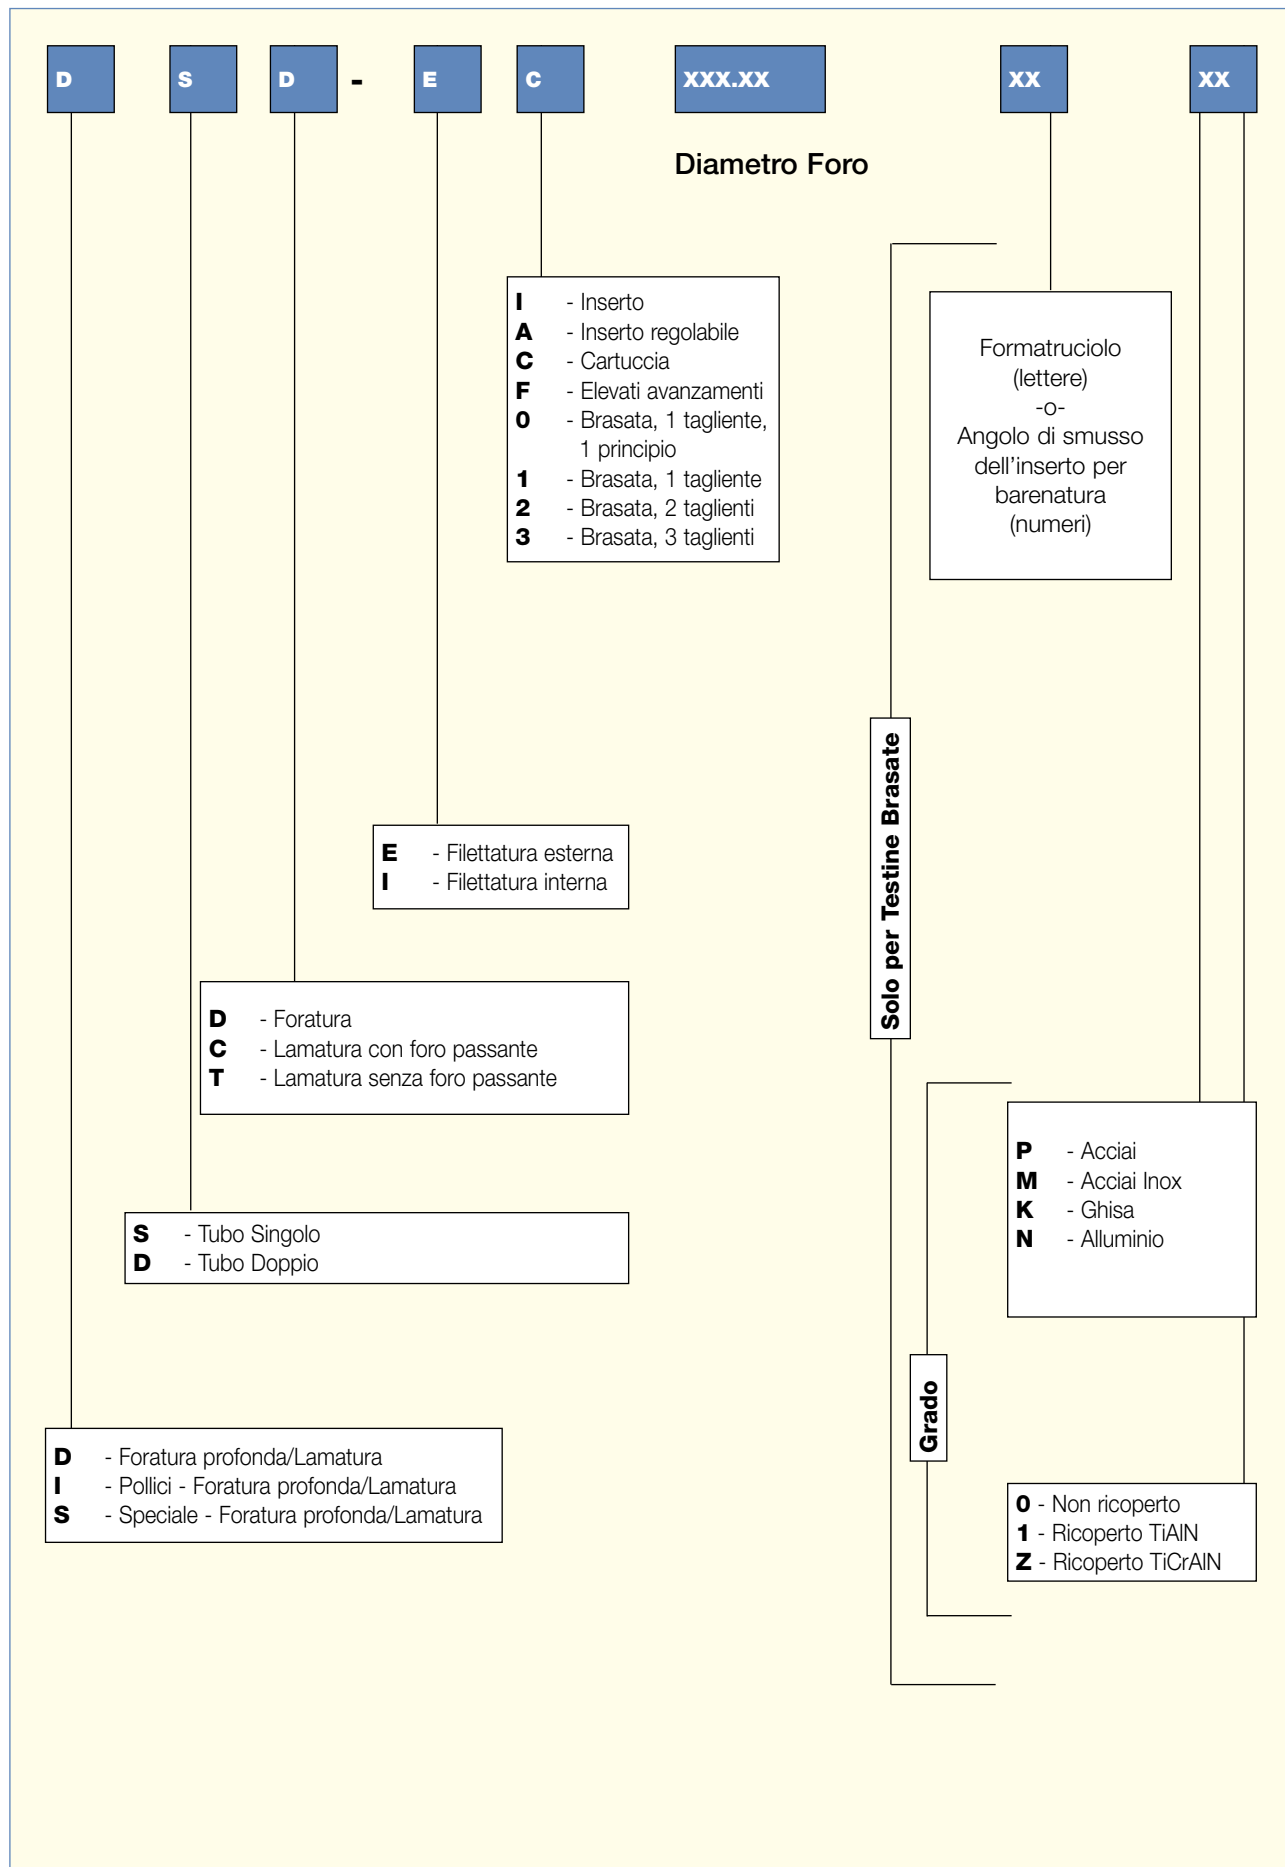 D S D - E C XXX.XX XX XX
Diametro Foro
I - Inserto
A - Inserto regolabile
C - Cartuccia
F - Elevati avanzamenti
0 - Brasata, 1 tagliente,
1 principio
1 - Brasata, 1 tagliente
2 - Brasata, 2 taglienti
3 - Brasata, 3 taglienti
Formatruciolo
(lettere)
-o-
Angolo di smusso
dell'inserto per
barenatura
(numeri)
Solo per Testine Brasate
E - Filettatura esterna
I - Filettatura interna
D - Foratura
C - Lamatura con foro passante
T - Lamatura senza foro passante
P - Acciai
M - Acciai Inox
K - Ghisa
N - Alluminio
S - Tubo Singolo
D - Tubo Doppio
Grado
D - Foratura profonda/Lamatura
I - Pollici - Foratura profonda/Lamatura
S - Speciale - Foratura profonda/Lamatura
0 - Non ricoperto
1 - Ricoperto TiAlN
Z - Ricoperto TiCrAlN